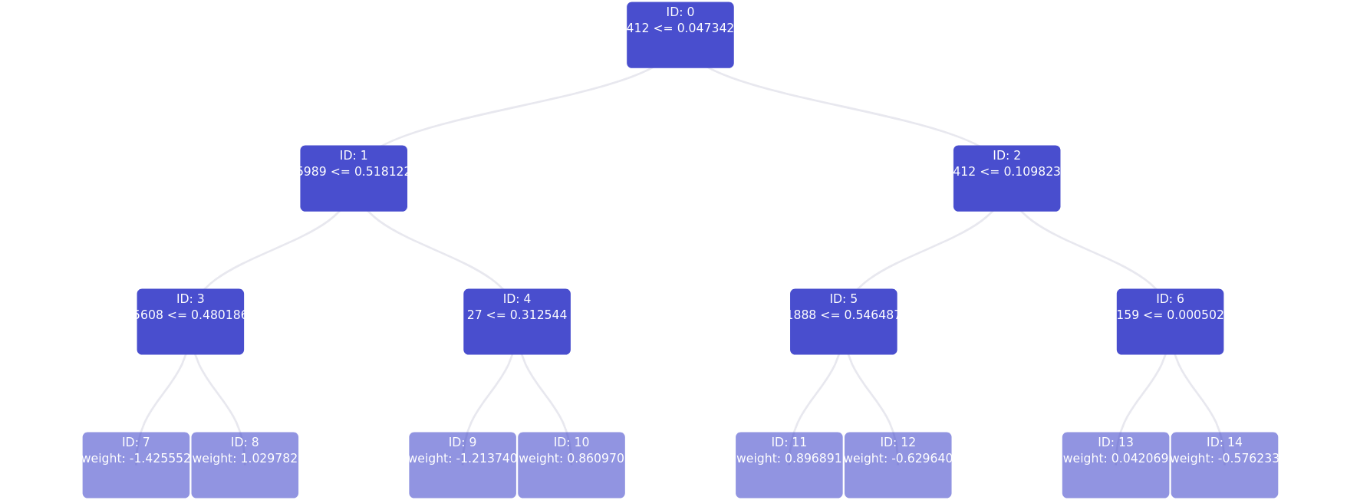 ID: 0
412 <= 0.047342
ID: 1
5989 <= 0.518122
ID: 2
412 <= 0.109823
ID: 3
5608 <= 0.480186
ID: 4
27 <= 0.312544
ID: 5
1888 <= 0.546487
ID: 6
159 <= 0.000502
ID: 7
weight: -1.425552
ID: 8
weight: 1.029782
ID: 9
weight: -1.213740
ID: 10
weight: 0.860970
ID: 11
weight: 0.896891
ID: 12
weight: -0.629640
ID: 13
weight: 0.042069
ID: 14
weight: -0.576233